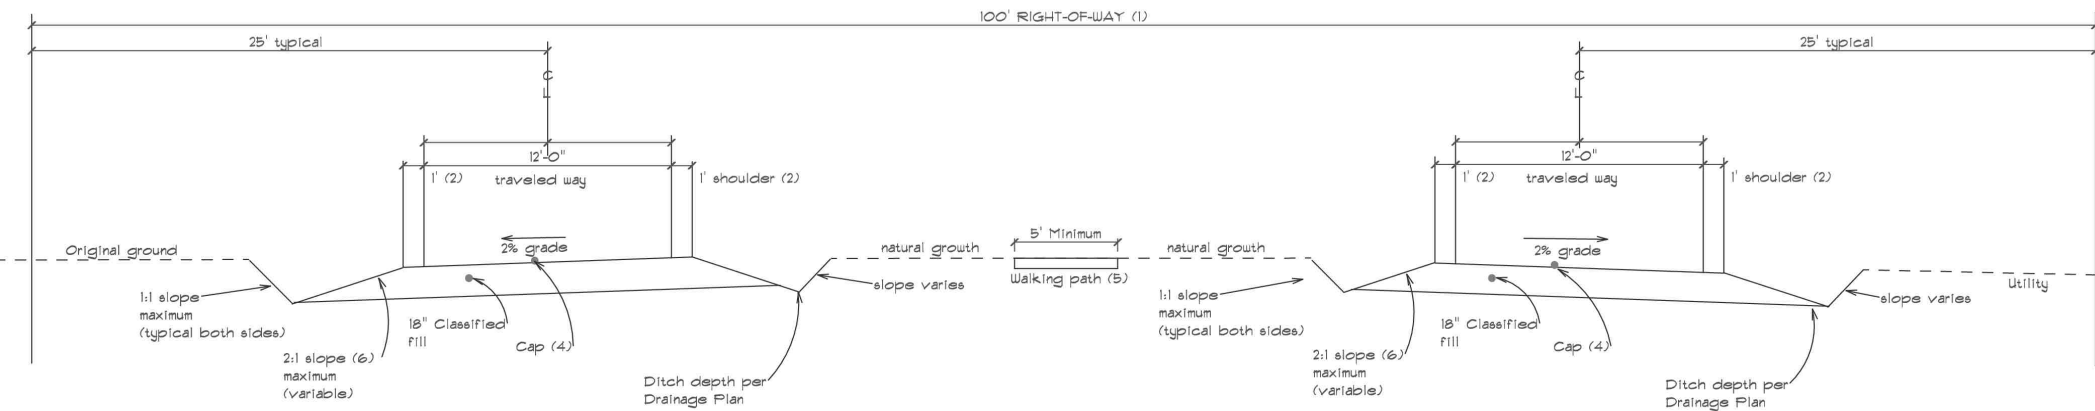 100' RIGHT-OF-WAY (1)
25' typical
25' typical
C
L
C
L
12'-0"
12'-0"
1' (2)
traveled way
1' shoulder (2)
1' (2)
traveled way
1' shoulder (2)
Original ground
2% grade
natural growth
5' Minimum
natural growth
2% grade
Walking path (5)
Utility
1:1 slope
maximum
(typical both sides)
slope varies
1:1 slope
maximum
(typical both sides)
slope varies
18" Classified
fill
Cap (4)
18" Classified
fill
Cap (4)
2:1 slope (6)
maximum
(variable)
2:1 slope (6)
maximum
(variable)
Ditch depth per
Drainage Plan
Ditch depth per
Drainage Plan